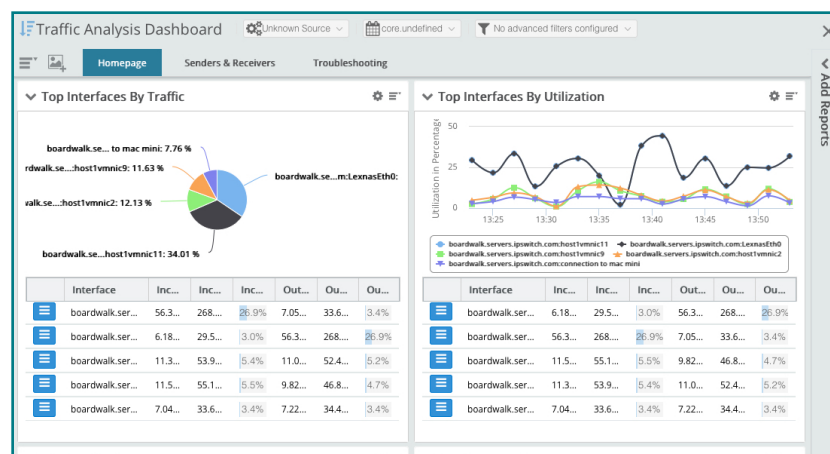 Traffic Analysis Dashboard
Unknown Source
core.undefined
No advanced filters configured
Homepage
Senders & Receivers
Troubleshooting
Add Reports
Top Interfaces By Traffic
boardwalk.se... to mac mini: 7.76 %
rdwalk.se...:host1vmnic9: 11.63 %
valk.se...:host1vmnic2: 12.13 %
boardwalk.se...m:LexnasEth0:
boardwalk.se...host1vmnic11: 34.01 %
Interface Inc... Inc... Inc... Out... Ou... Ou...
boardwalk.ser... 56.3... 268.... 26.9% 7.05... 33.6... 3.4%
boardwalk.ser... 6.18... 29.5... 3.0% 56.3... 268.... 26.9%
boardwalk.ser... 11.3... 53.9... 5.4% 11.0... 52.4... 5.2%
boardwalk.ser... 11.5... 55.1... 5.5% 9.82... 46.8... 4.7%
boardwalk.ser... 7.04... 33.6... 3.4% 7.22... 34.4... 3.4%
Top Interfaces By Utilization
Utilization in Percentage
50
25
0
13:25 13:30 13:35 13:40 13:45 13:50
boardwalk.servers.ipswitch.com:host1vmnic11 boardwalk.servers.ipswitch.com:LexnasEth0
boardwalk.servers.ipswitch.com:host1vmnic9 boardwalk.servers.ipswitch.com:host1vmnic2
boardwalk.servers.ipswitch.com:connection to mac mini
Interface Inc... Inc... Inc... Out... Ou... Ou...
boardwalk.ser... 6.18... 29.5... 3.0% 56.3... 268.... 26.9%
boardwalk.ser... 56.3... 268.... 26.9% 7.05... 33.6... 3.4%
boardwalk.ser... 11.5... 55.1... 5.5% 9.82... 46.8... 4.7%
boardwalk.ser... 11.3... 53.9... 5.4% 11.0... 52.4... 5.2%
boardwalk.ser... 7.04... 33.6... 3.4% 7.22... 34.4... 3.4%